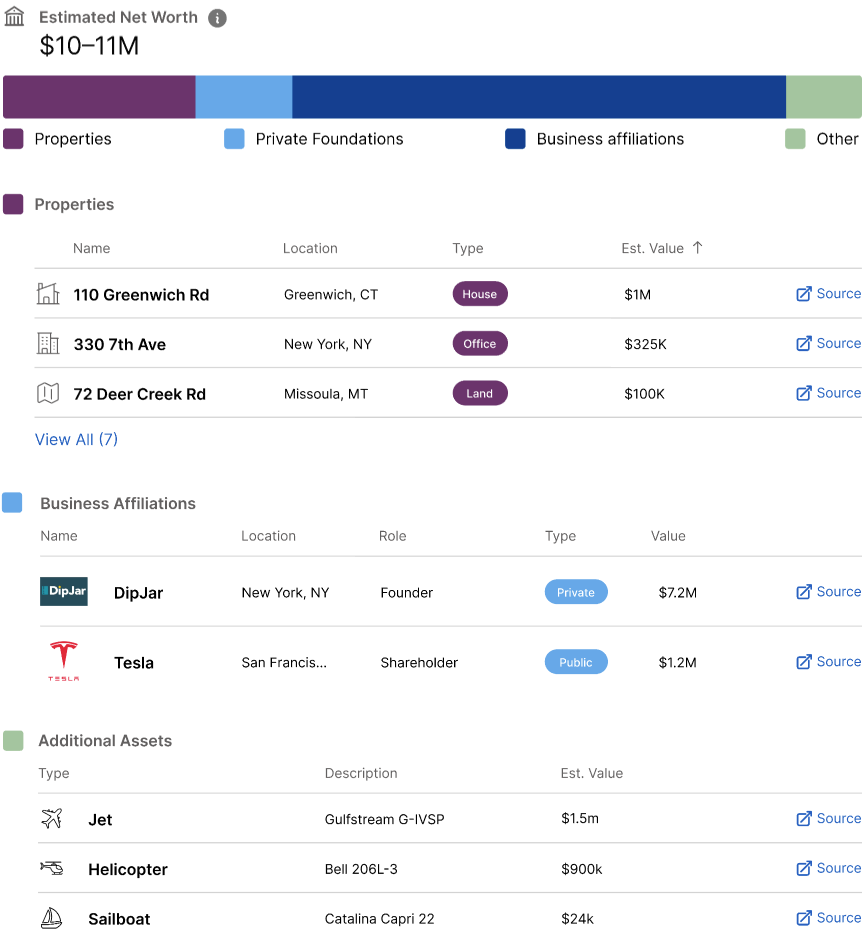 Estimated Net Worth
$10–11M
Properties Private Foundations Business affiliations Other
Properties
Name Location Type Est. Value ↑
110 Greenwich Rd Greenwich, CT House $1M Source
330 7th Ave New York, NY Office $325K Source
72 Deer Creek Rd Missoula, MT Land $100K Source
View All (7)
Business Affiliations
Name Location Role Type Value
DipJar DipJar New York, NY Founder Private $7.2M Source
Tesla San Francis... Shareholder Public $1.2M Source
TESLA
Additional Assets
Type Description Est. Value
Jet Gulfstream G-IVSP $1.5m Source
Helicopter Bell 206L-3 $900k Source
Sailboat Catalina Capri 22 $24k Source